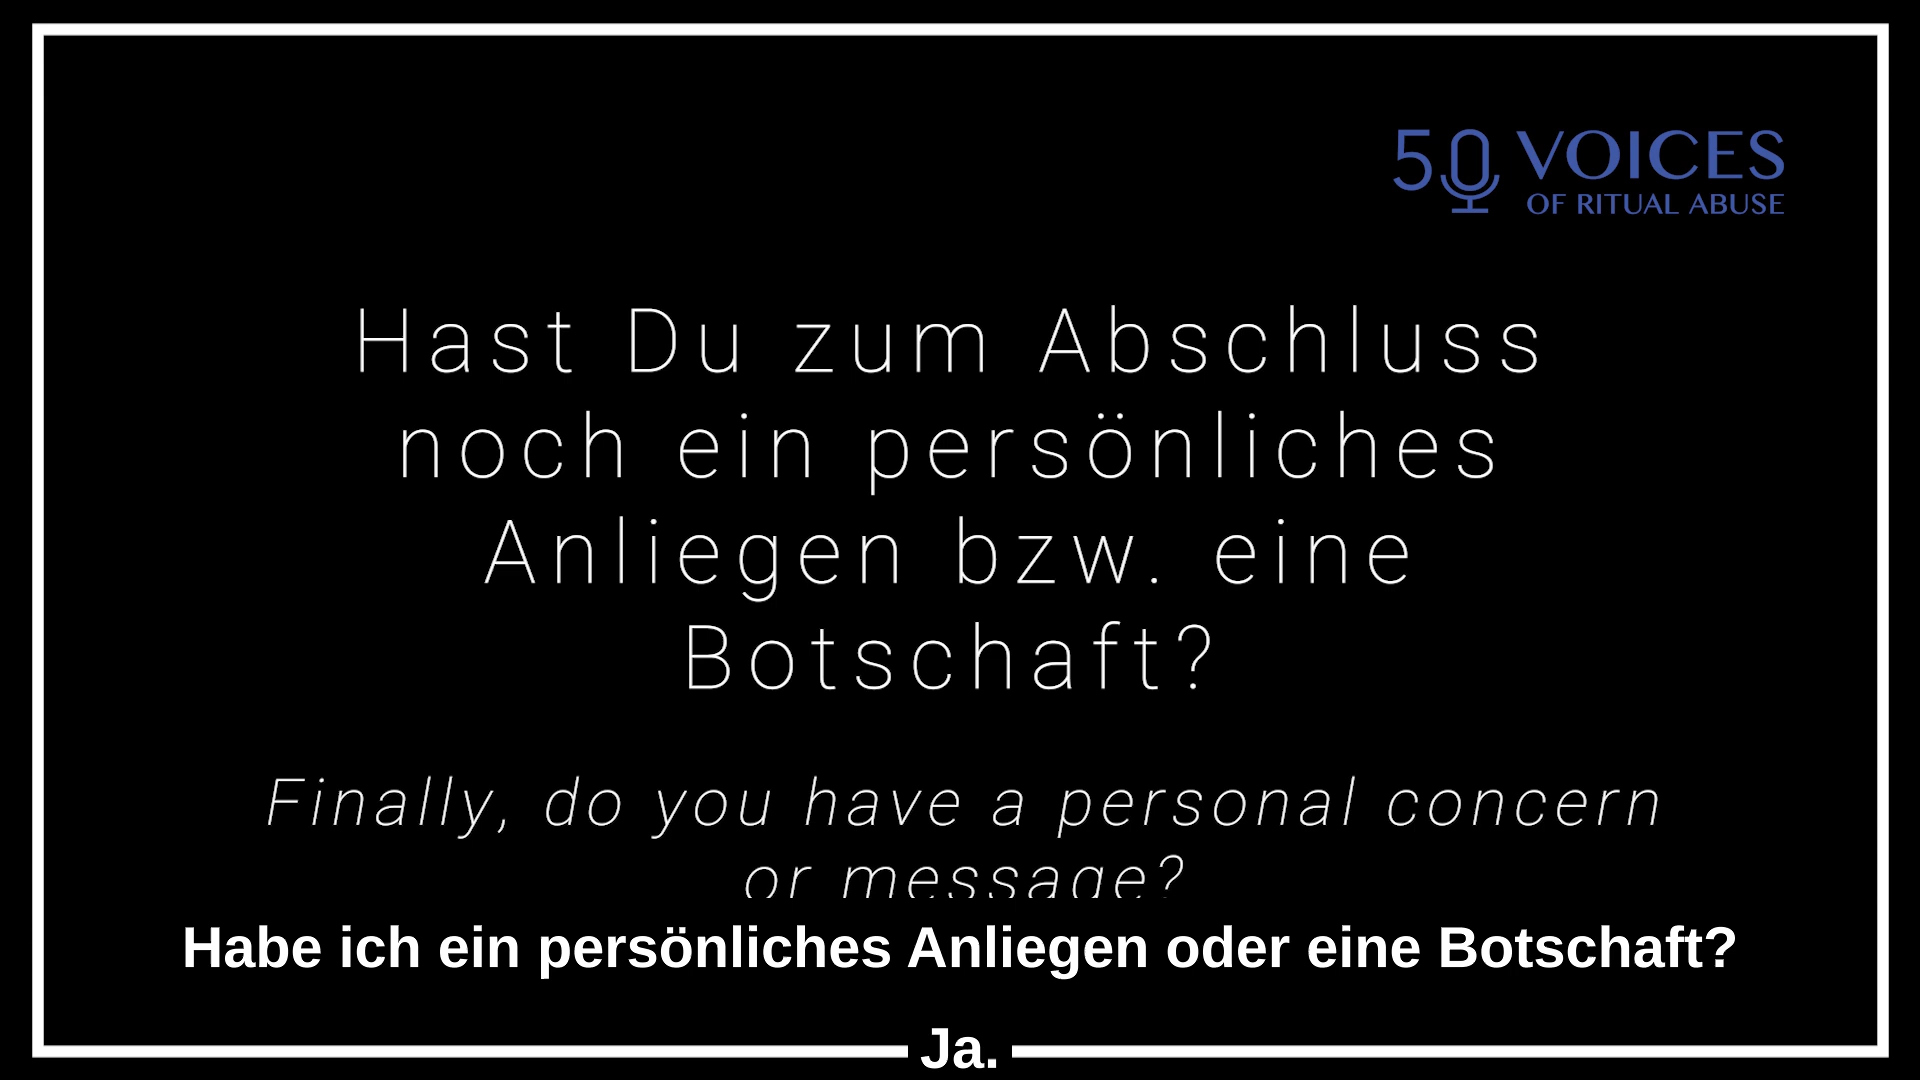 50 VOICES
OF RITUAL ABUSE
Hast Du zum Abschluss
noch ein persönliches
Anliegen bzw. eine
Botschaft?
Finally, do you have a personal concern
or message?
Habe ich ein persönliches Anliegen oder eine Botschaft?
Ja.